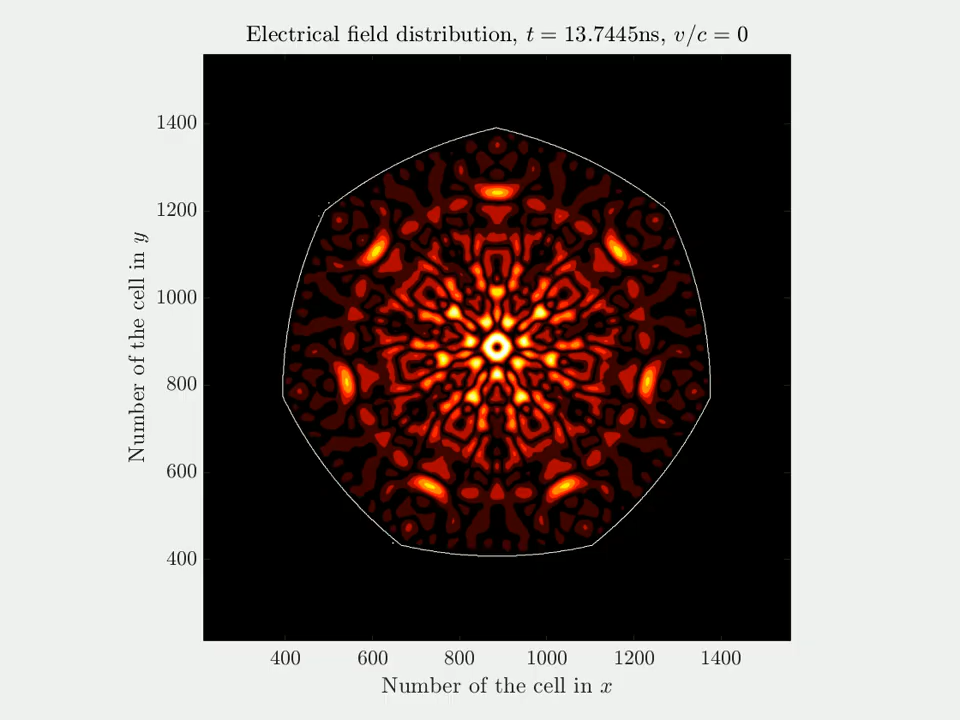 Electrical field distribution, t = 13.7445ns, v/c = 0
1400
1200
1000
800
600
400
Number of the cell in y
400 600 800 1000 1200 1400
Number of the cell in x